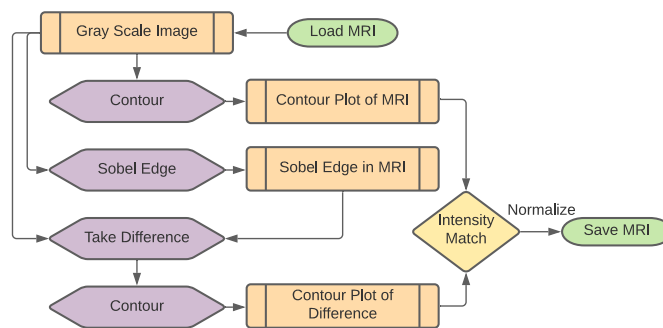 Gray Scale Image
Load MRI
Contour
Contour Plot of MRI
Sobel Edge
Sobel Edge in MRI
Take Difference
Intensity
Match
Normalize
Save MRI
Contour
Contour Plot of
Difference